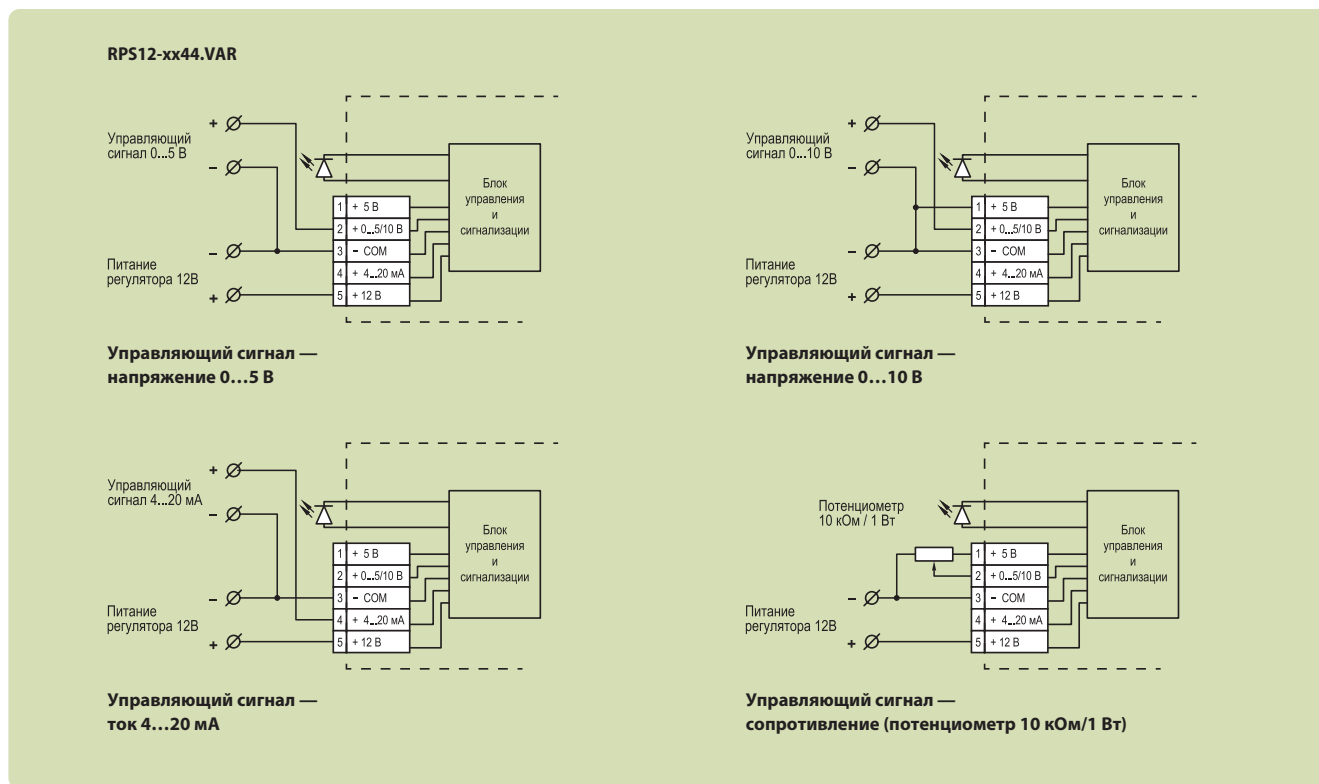 RPS12-xx44.VAR
+
Управляющий
сигнал 0...5 В
–
–
Питание
регулятора 12В
+
1 + 5 В
2 + 0...5/10 В
3 – COM
4 + 4...20 мА
5 + 12 В
Блок
управления
и
сигнализации
Управляющий сигнал —
напряжение 0...5 В
+
Управляющий
сигнал 0...10 В
–
–
Питание
регулятора 12В
+
1 + 5 В
2 + 0...5/10 В
3 – COM
4 + 4...20 мА
5 + 12 В
Блок
управления
и
сигнализации
Управляющий сигнал —
напряжение 0...10 В
+
Управляющий
сигнал 4...20 мА
–
–
Питание
регулятора 12В
+
1 + 5 В
2 + 0...5/10 В
3 – COM
4 + 4...20 мА
5 + 12 В
Блок
управления
и
сигнализации
Управляющий сигнал —
ток 4...20 мА
Потенциометр
10 кОм / 1 Вт
–
Питание
регулятора 12В
+
1 + 5 В
2 + 0...5/10 В
3 – COM
4 + 4...20 мА
5 + 12 В
Блок
управления
и
сигнализации
Управляющий сигнал —
сопротивление (потенциометр 10 кОм/1 Вт)